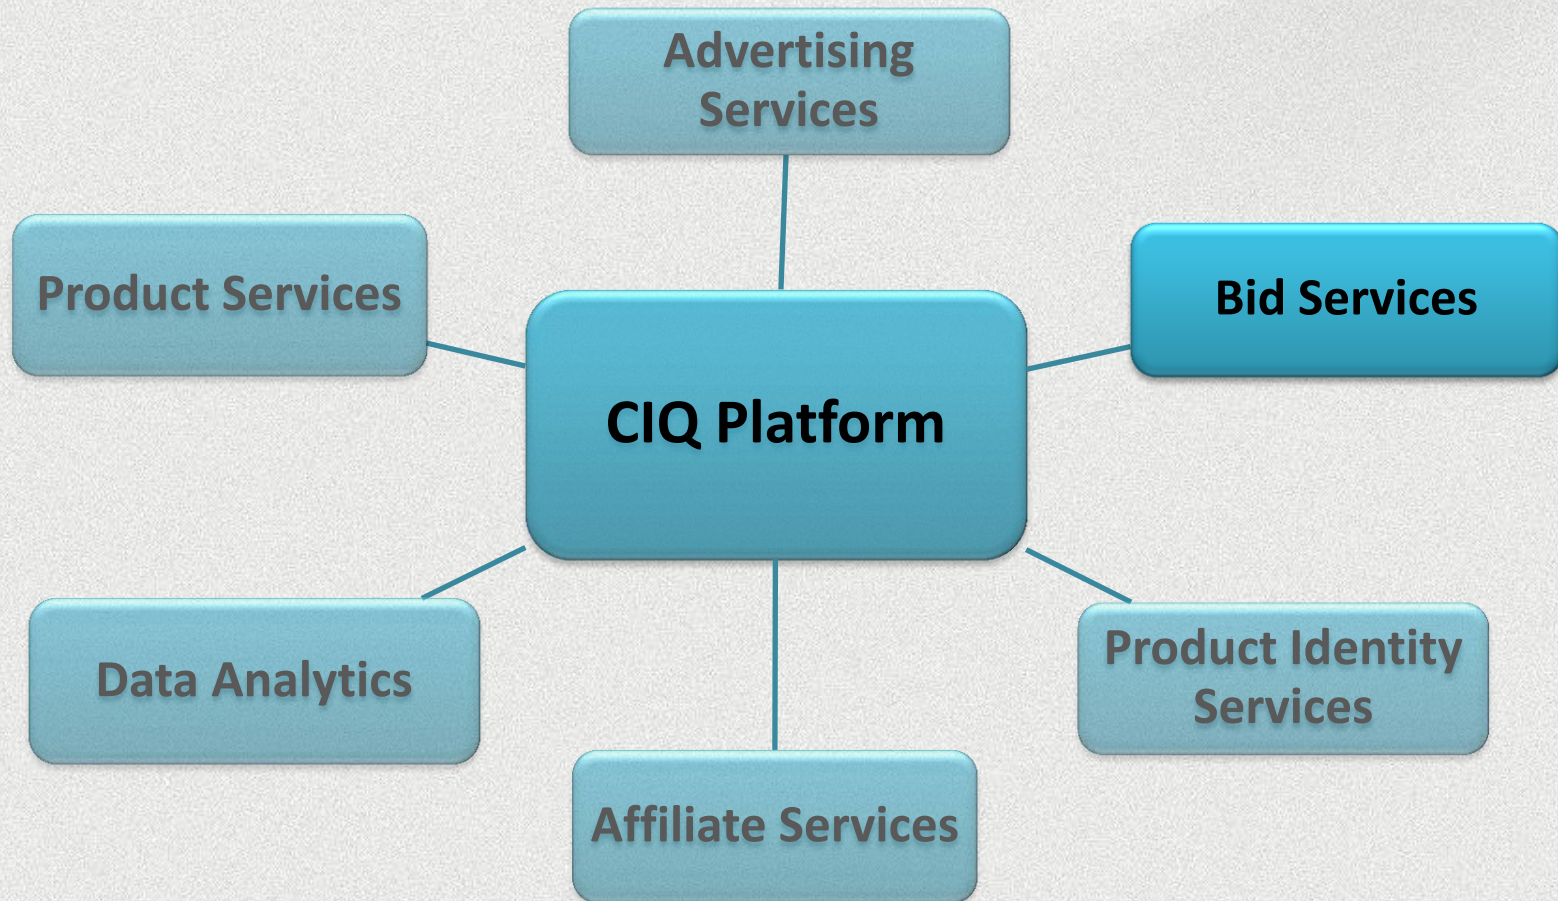 Advertising
Services
Product Services
Bid Services
CIQ Platform
Data Analytics
Product Identity
Services
Affiliate Services